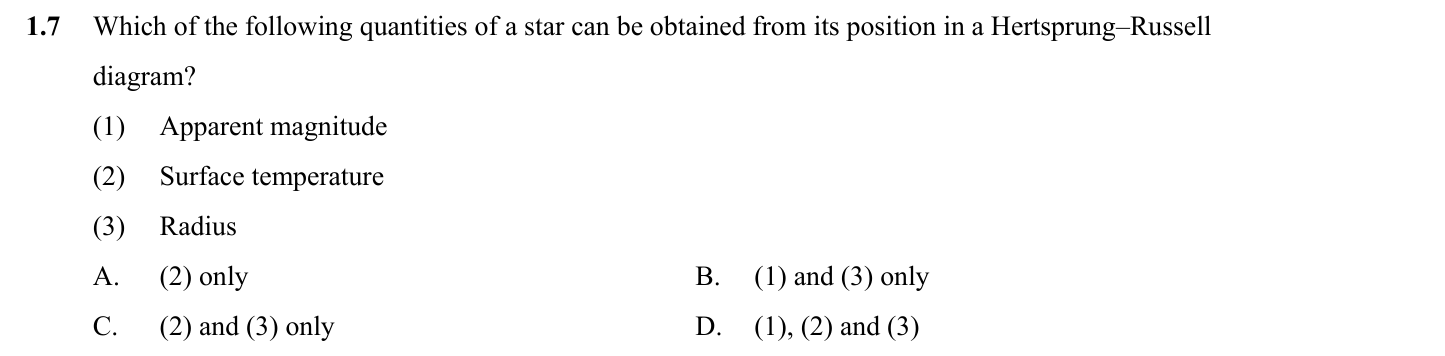 1.7 Which of the following quantities of a star can be obtained from its position in a Hertsprung–Russell
diagram?
(1) Apparent magnitude
(2) Surface temperature
(3) Radius
A. (2) only B. (1) and (3) only
C. (2) and (3) only D. (1), (2) and (3)